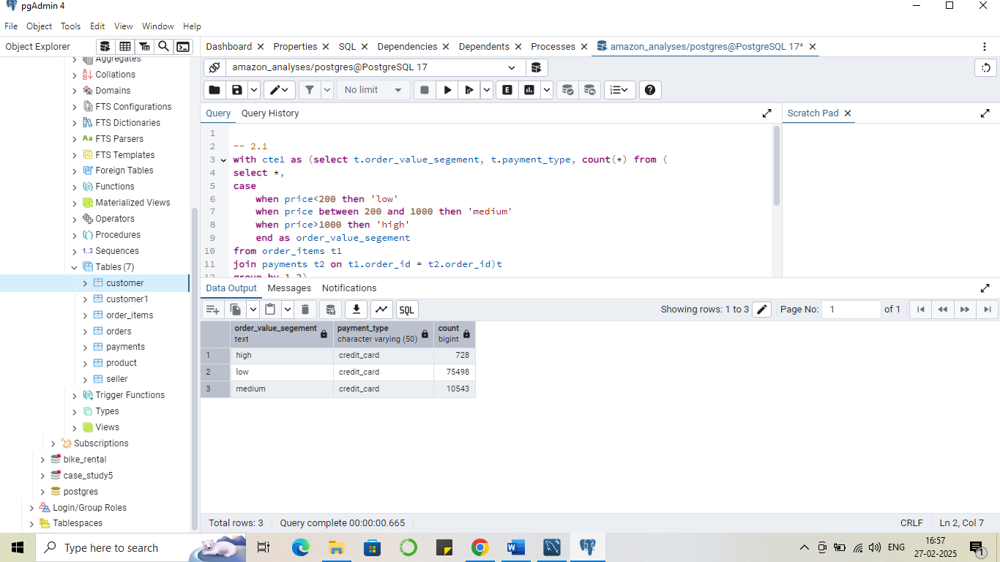 pgAdmin 4
File Object Tools Edit View Window Help
Object Explorer
Dashboard Properties SQL Dependencies Dependents Processes amazon_analyses/postgres@PostgreSQL 17*
Aggregates
Collations
Domains
FTS Configurations
FTS Dictionaries
Aa FTS Parsers
FTS Templates
Foreign Tables
Functions
Materialized Views
Operators
Procedures
1..3 Sequences
Tables (7)
customer
customer1
order_items
orders
payments
product
seller
Trigger Functions
Types
Views
Subscriptions
bike_rental
case_study5
postgres
Login/Group Roles
Tablespaces
amazon_analyses/postgres@PostgreSQL 17
No limit E
Query Query History
Scratch Pad
1
2 -- 2.1
3 with cte1 as (select t.order_value_segement, t.payment_type, count(*) from (
4 select *,
5 case
6 when price<200 then 'low'
7 when price between 200 and 1000 then 'medium'
8 when price>1000 then 'high'
9 end as order_value_segement
10 from order_items t1
11 join payments t2 on t1.order_id = t2.order_id)t
12 group by 1,2)
Data Output Messages Notifications
SQL Showing rows: 1 to 3 Page No: 1 of 1
order_value_segement payment_type count
text character varying (50) bigint
1 high credit_card 728
2 low credit_card 75498
3 medium credit_card 10543
Total rows: 3 Query complete 00:00:00.665 CRLF Ln 2, Col 7
Type here to search
ENG
16:57
27-02-2025
1